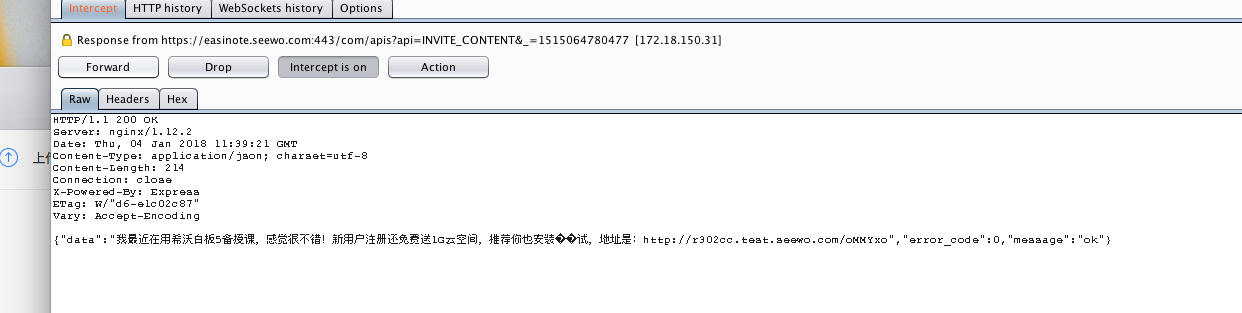 Intercept HTTP history WebSockets history Options
Response from https://easinote.seewo.com:443/com/apis?api=INVITE_CONTENT&_=1515064780477 [172.18.150.31]
Forward Drop Intercept is on Action
Raw Headers Hex
HTTP/1.1 200 OK
Server: nginx/1.12.2
Date: Thu, 04 Jan 2018 11:39:21 GMT
Content-Type: application/json; charset=utf-8
Content-Length: 214
Connection: close
X-Powered-By: Express
ETag: W/"d6-e1c02c87"
Vary: Accept-Encoding
上
{"data":"我最近在用希沃白板5备授课，感觉很不错！新用户注册还免费送1G云空间，推荐你也安装��试，地址是：http://r302cc.test.seewo.com/oMMYxo","error_code":0,"message":"ok"}